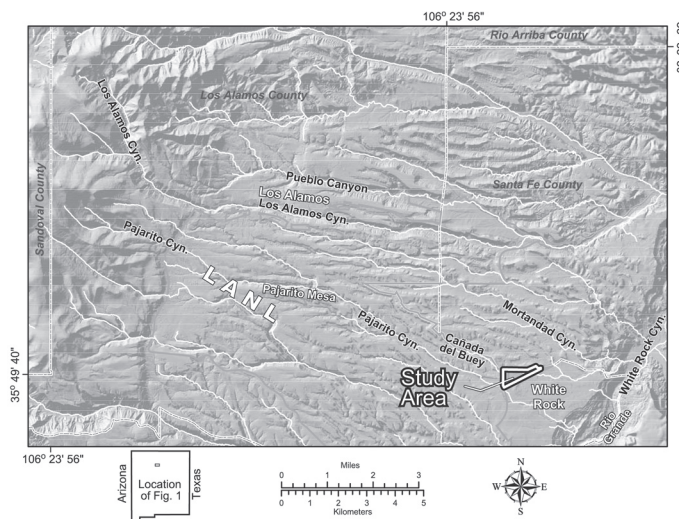 106° 23' 56"
Rio Arriba County
Los Alamos County
Los Alamos Cyn.
Sandoval County
Pueblo Canyon
Los Alamos
Los Alamos Cyn.
Santa Fe County
Pajarito Cyn.
LANL
Pajarito Mesa
Pajarito Cyn.
Mortandad Cyn.
Cañada
del Buey
White Rock Cyn.
35° 49' 40"
Study
Area
White
Rock
Rio
Grande
106° 23' 56"
Arizona
Location
of Fig. 1
Texas
Miles
0 1 2 3
0 1 2 3 4 5
Kilometers
N
W E
S